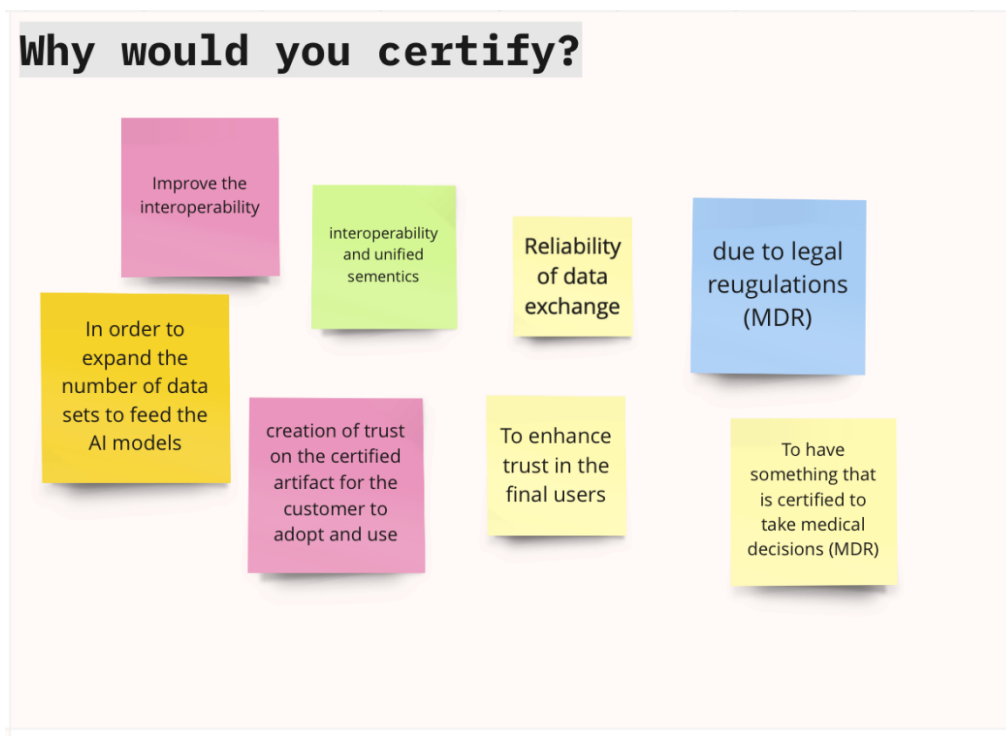 Why would you certify?
Improve the
interoperability
interoperability
and unified
sementics
Reliability
of data
exchange
due to legal
reugulations
(MDR)
In order to
expand the
number of data
sets to feed the
AI models
creation of trust
on the certified
artifact for the
customer to
adopt and use
To enhance
trust in the
final users
To have
something that
is certified to
take medical
decisions (MDR)